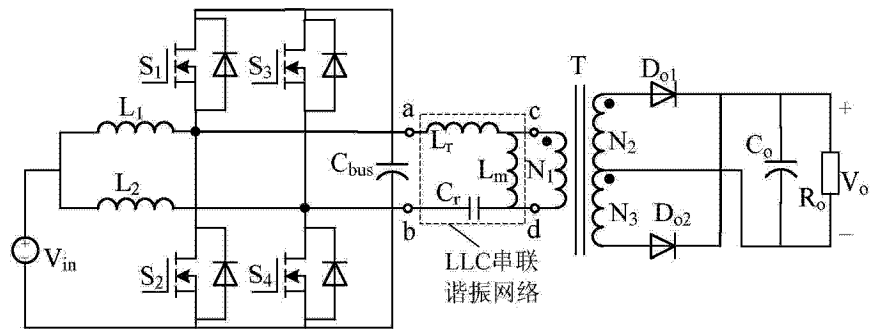 S1
S3
T
Do1
L1
a
c
+
Lr
Cbus
Lm
N1
N2
Co
L2
Cr
Ro
Vo
b
d
N3
Do2
−
+
Vin
S2
S4
LLC串联
谐振网络